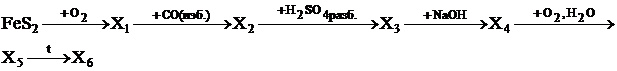 FeS₂ —+O₂→ X₁ —+CO(изб.)→ X₂ —+H₂SO₄разб.→ X₃ —+NaOH→ X₄ —+O₂,H₂O→
X₅ —t→ X₆